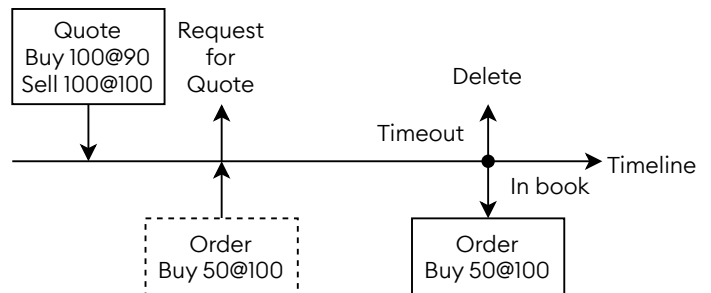 Quote
Buy 100@90
Sell 100@100
Request
for
Quote
Delete
Timeout
Timeline
In book
Order
Buy 50@100
Order
Buy 50@100